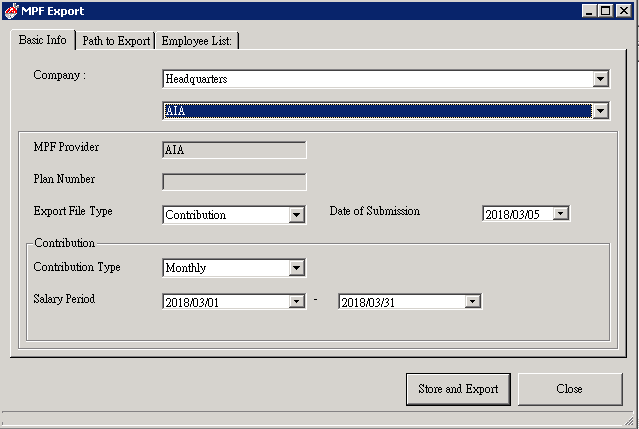 MPF Export
Basic Info Path to Export Employee List:
Company : Headquarters
AIA
MPF Provider AIA
Plan Number
Export File Type Contribution Date of Submission 2018/03/05
Contribution
Contribution Type Monthly
Salary Period 2018/03/01 - 2018/03/31
Store and Export Close